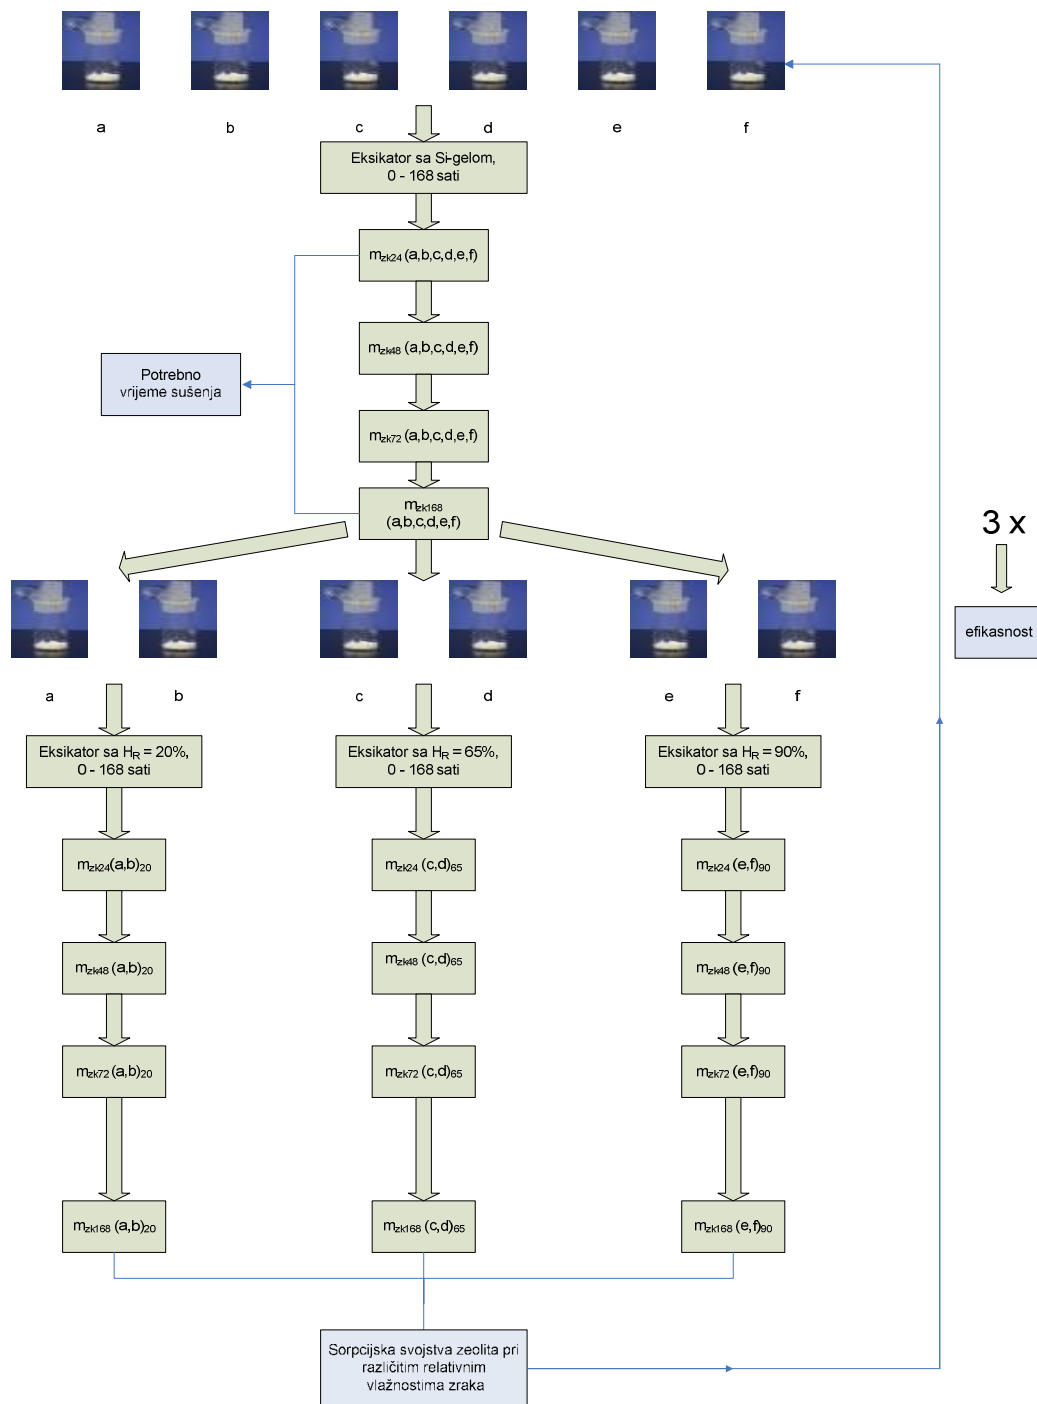 a b c d e f
Eksikator sa Si-gelom,
0 - 168 sati
mzk24 (a,b,c,d,e,f)
mzk48 (a,b,c,d,e,f)
Potrebno
vrijeme sušenja
mzk72 (a,b,c,d,e,f)
mzk168
(a,b,c,d,e,f)
3 x
efikasnost
a b c d e f
Eksikator sa HR = 20%,
0 - 168 sati
Eksikator sa HR = 65%,
0 - 168 sati
Eksikator sa HR = 90%,
0 - 168 sati
mzk24(a,b)20
mzk24 (c,d)65
mzk24 (e,f)90
mzk48 (a,b)20
mzk48 (c,d)65
mzk48 (e,f)90
mzk72 (a,b)20
mzk72 (c,d)65
mzk72 (e,f)90
mzk168 (a,b)20
mzk168 (c,d)65
mzk168 (e,f)90
Sorpcijska svojstva zeolita pri
različitim relativnim
vlažnostima zraka